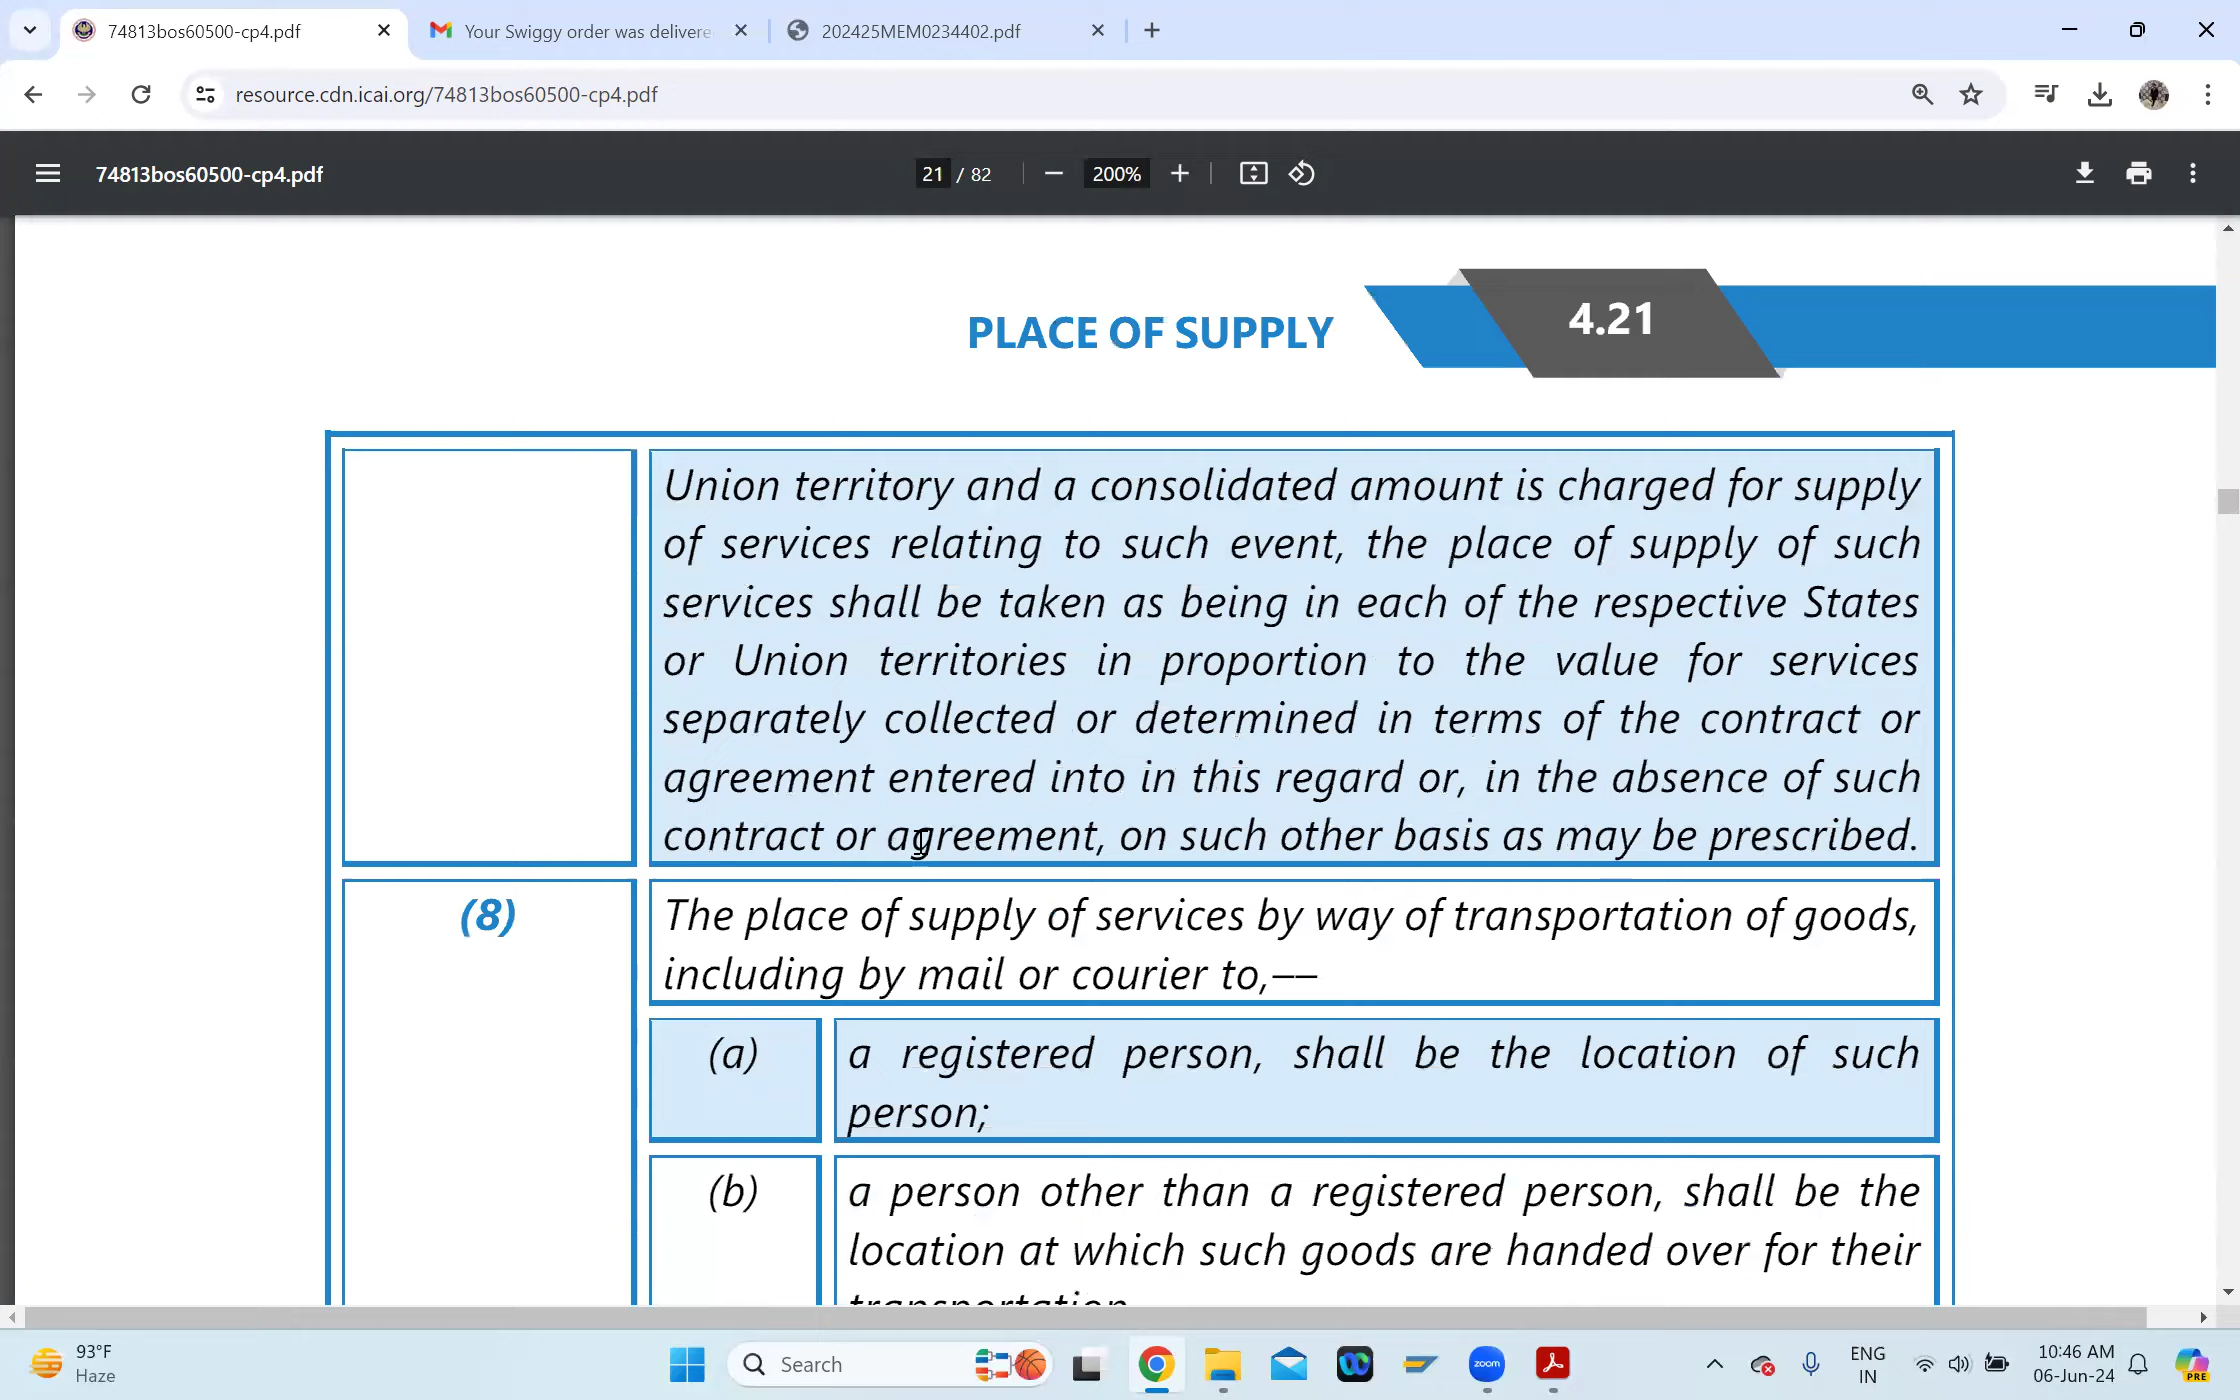 74813bos60500-cp4.pdf
Your Swiggy order was delivere
202425MEM0234402.pdf
resource.cdn.icai.org/74813bos60500-cp4.pdf
74813bos60500-cp4.pdf
21 / 82
200%
PLACE OF SUPPLY
4.21
Union territory and a consolidated amount is charged for supply
of services relating to such event, the place of supply of such
services shall be taken as being in each of the respective States
or Union territories in proportion to the value for services
separately collected or determined in terms of the contract or
agreement entered into in this regard or, in the absence of such
contract or agreement, on such other basis as may be prescribed.
(8)
The place of supply of services by way of transportation of goods,
including by mail or courier to,––
(a)
a registered person, shall be the location of such
person;
(b)
a person other than a registered person, shall be the
location at which such goods are handed over for their
transportation
93°F
Haze
Search
zoom
PRE
ENG
IN
10:46 AM
06-Jun-24